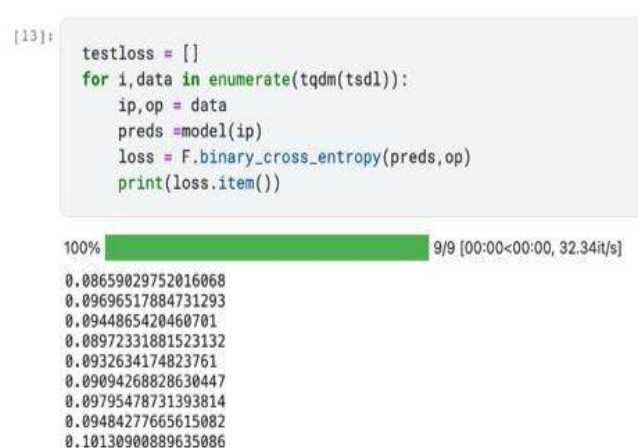 [13]:
testloss = []
for i,data in enumerate(tqdm(tsdl)):
    ip,op = data
    preds =model(ip)
    loss = F.binary_cross_entropy(preds,op)
    print(loss.item())
100% 9/9 [00:00<00:00, 32.34it/s]
0.08659029752016068
0.09696517884731293
0.0944865420460701
0.08972331881523132
0.0932634174823761
0.09094268828630447
0.09795478731393814
0.09484277665615082
0.10130900889635086